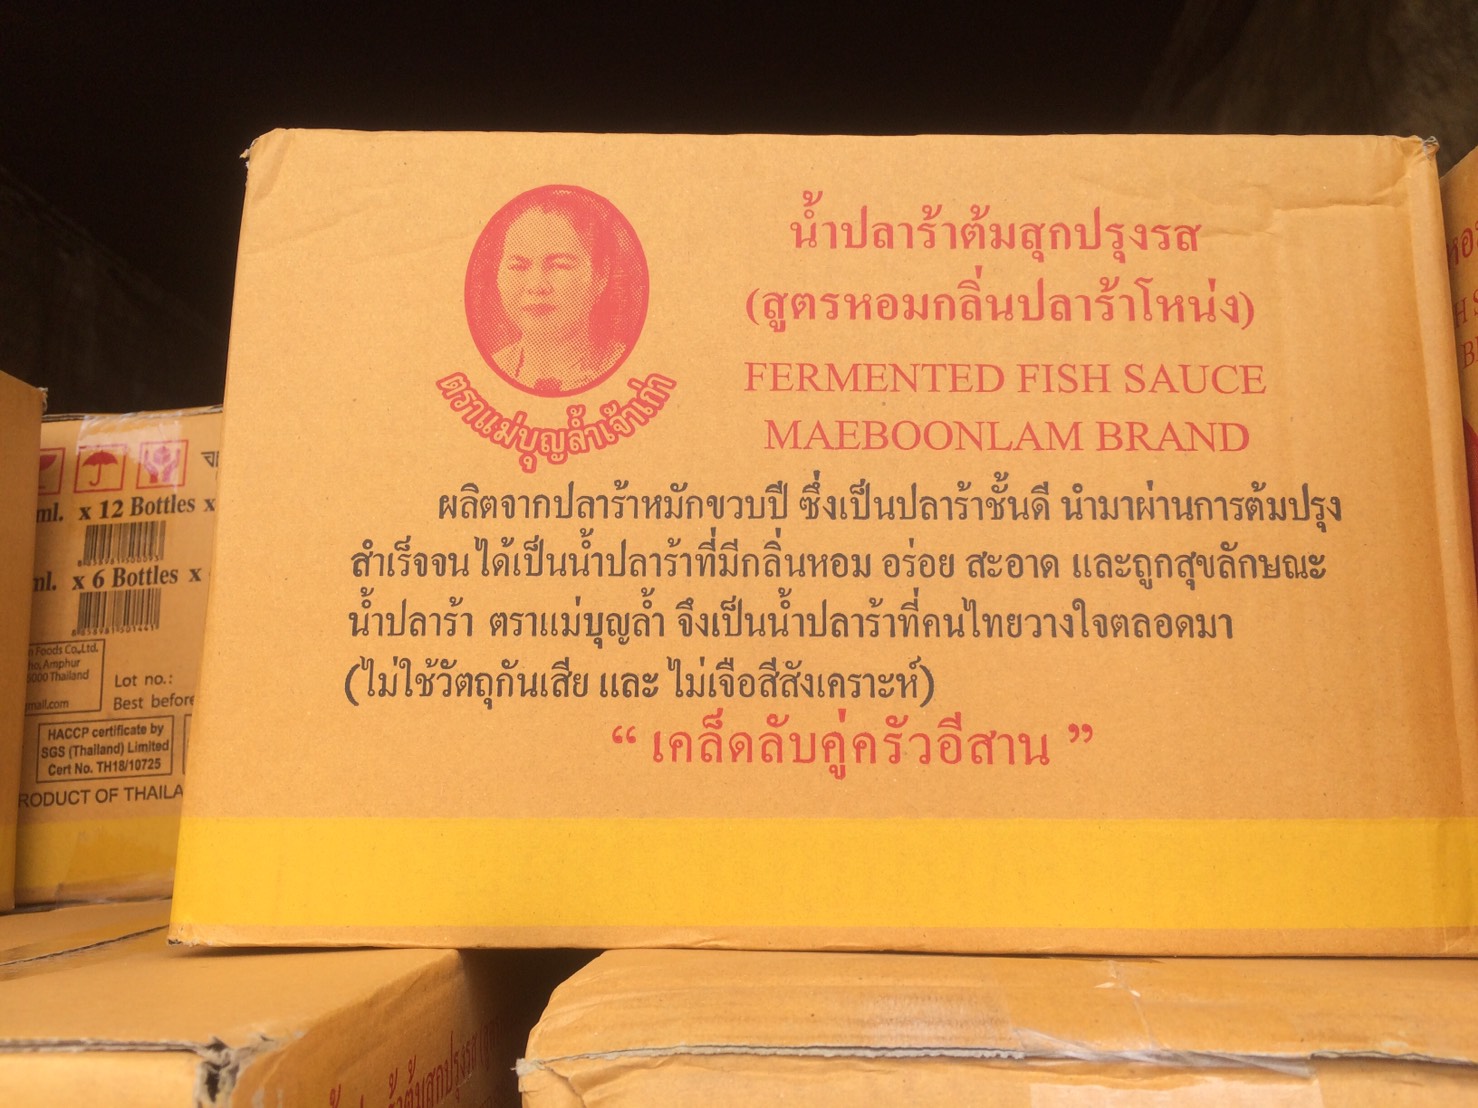 น้ำปลาร้าต้มสุกปรุงรส
(สูตรหอมกลิ่นปลาร้าโหน่ง)
FERMENTED FISH SAUCE
MAEBOONLAM BRAND
ตราแม่บุญล้ำเจ้าเก่า
ผลิตจากปลาร้าหมักขวบปี ซึ่งเป็นปลาร้าชั้นดี นำมาผ่านการต้มปรุง
สำเร็จจนได้เป็นน้ำปลาร้าที่มีกลิ่นหอม อร่อย สะอาด และถูกสุขลักษณะ
น้ำปลาร้า ตราแม่บุญล้ำ จึงเป็นน้ำปลาร้าที่คนไทยวางใจตลอดมา
(ไม่ใช้วัตถุกันเสีย และ ไม่เจือสีสังเคราะห์)
“ เคล็ดลับคู่ครัวอีสาน ”
ml. x 12 Bottles x
ml. x 6 Bottles x
Foods Co.,Ltd.
Amphur
Thailand
Lot no.:
Best before
HACCP certificate by
SGS (Thailand) Limited
Cert No. TH18/10725
RODUCT OF THAILA